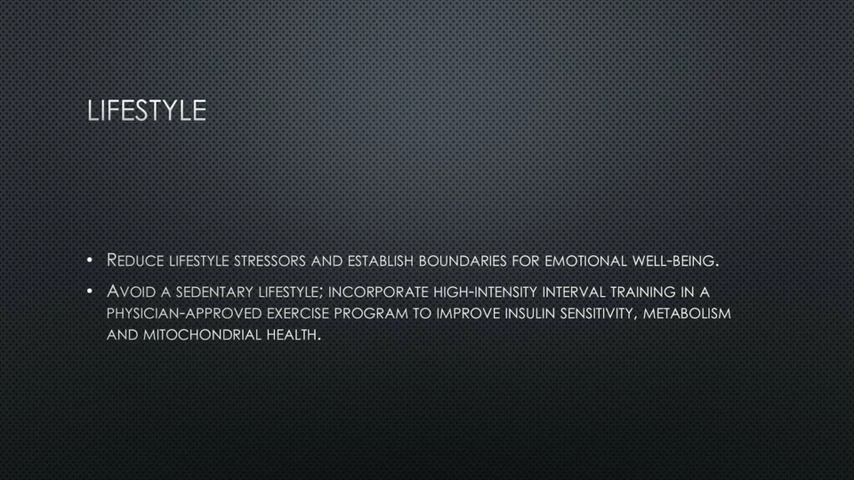 LIFESTYLE
• REDUCE LIFESTYLE STRESSORS AND ESTABLISH BOUNDARIES FOR EMOTIONAL WELL-BEING.
• AVOID A SEDENTARY LIFESTYLE; INCORPORATE HIGH-INTENSITY INTERVAL TRAINING IN A
PHYSICIAN-APPROVED EXERCISE PROGRAM TO IMPROVE INSULIN SENSITIVITY, METABOLISM
AND MITOCHONDRIAL HEALTH.